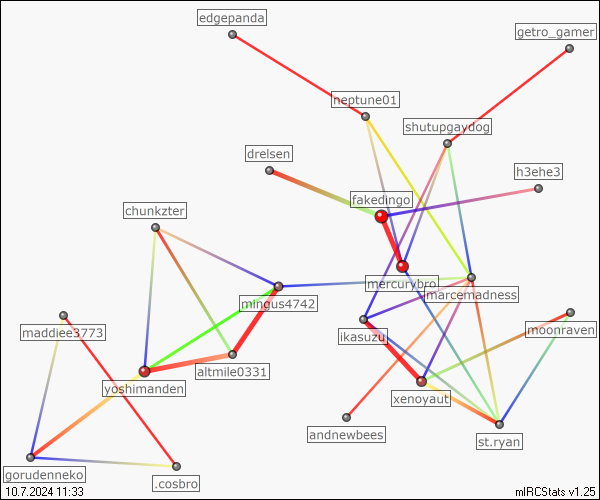 edgepanda
getro_gamer
neptune01
shutupgaydog
drelsen
h3ehe3
fakedingo
chunkzter
mercurybro
marcemadness
mingus4742
maddiee3773
ikasuzu
moonraven
altmile0331
yoshimanden
xenoyaut
andnewbees
st.ryan
gorudenneko
.cosbro
10.7.2024 11:33
mIRCStats v1.25